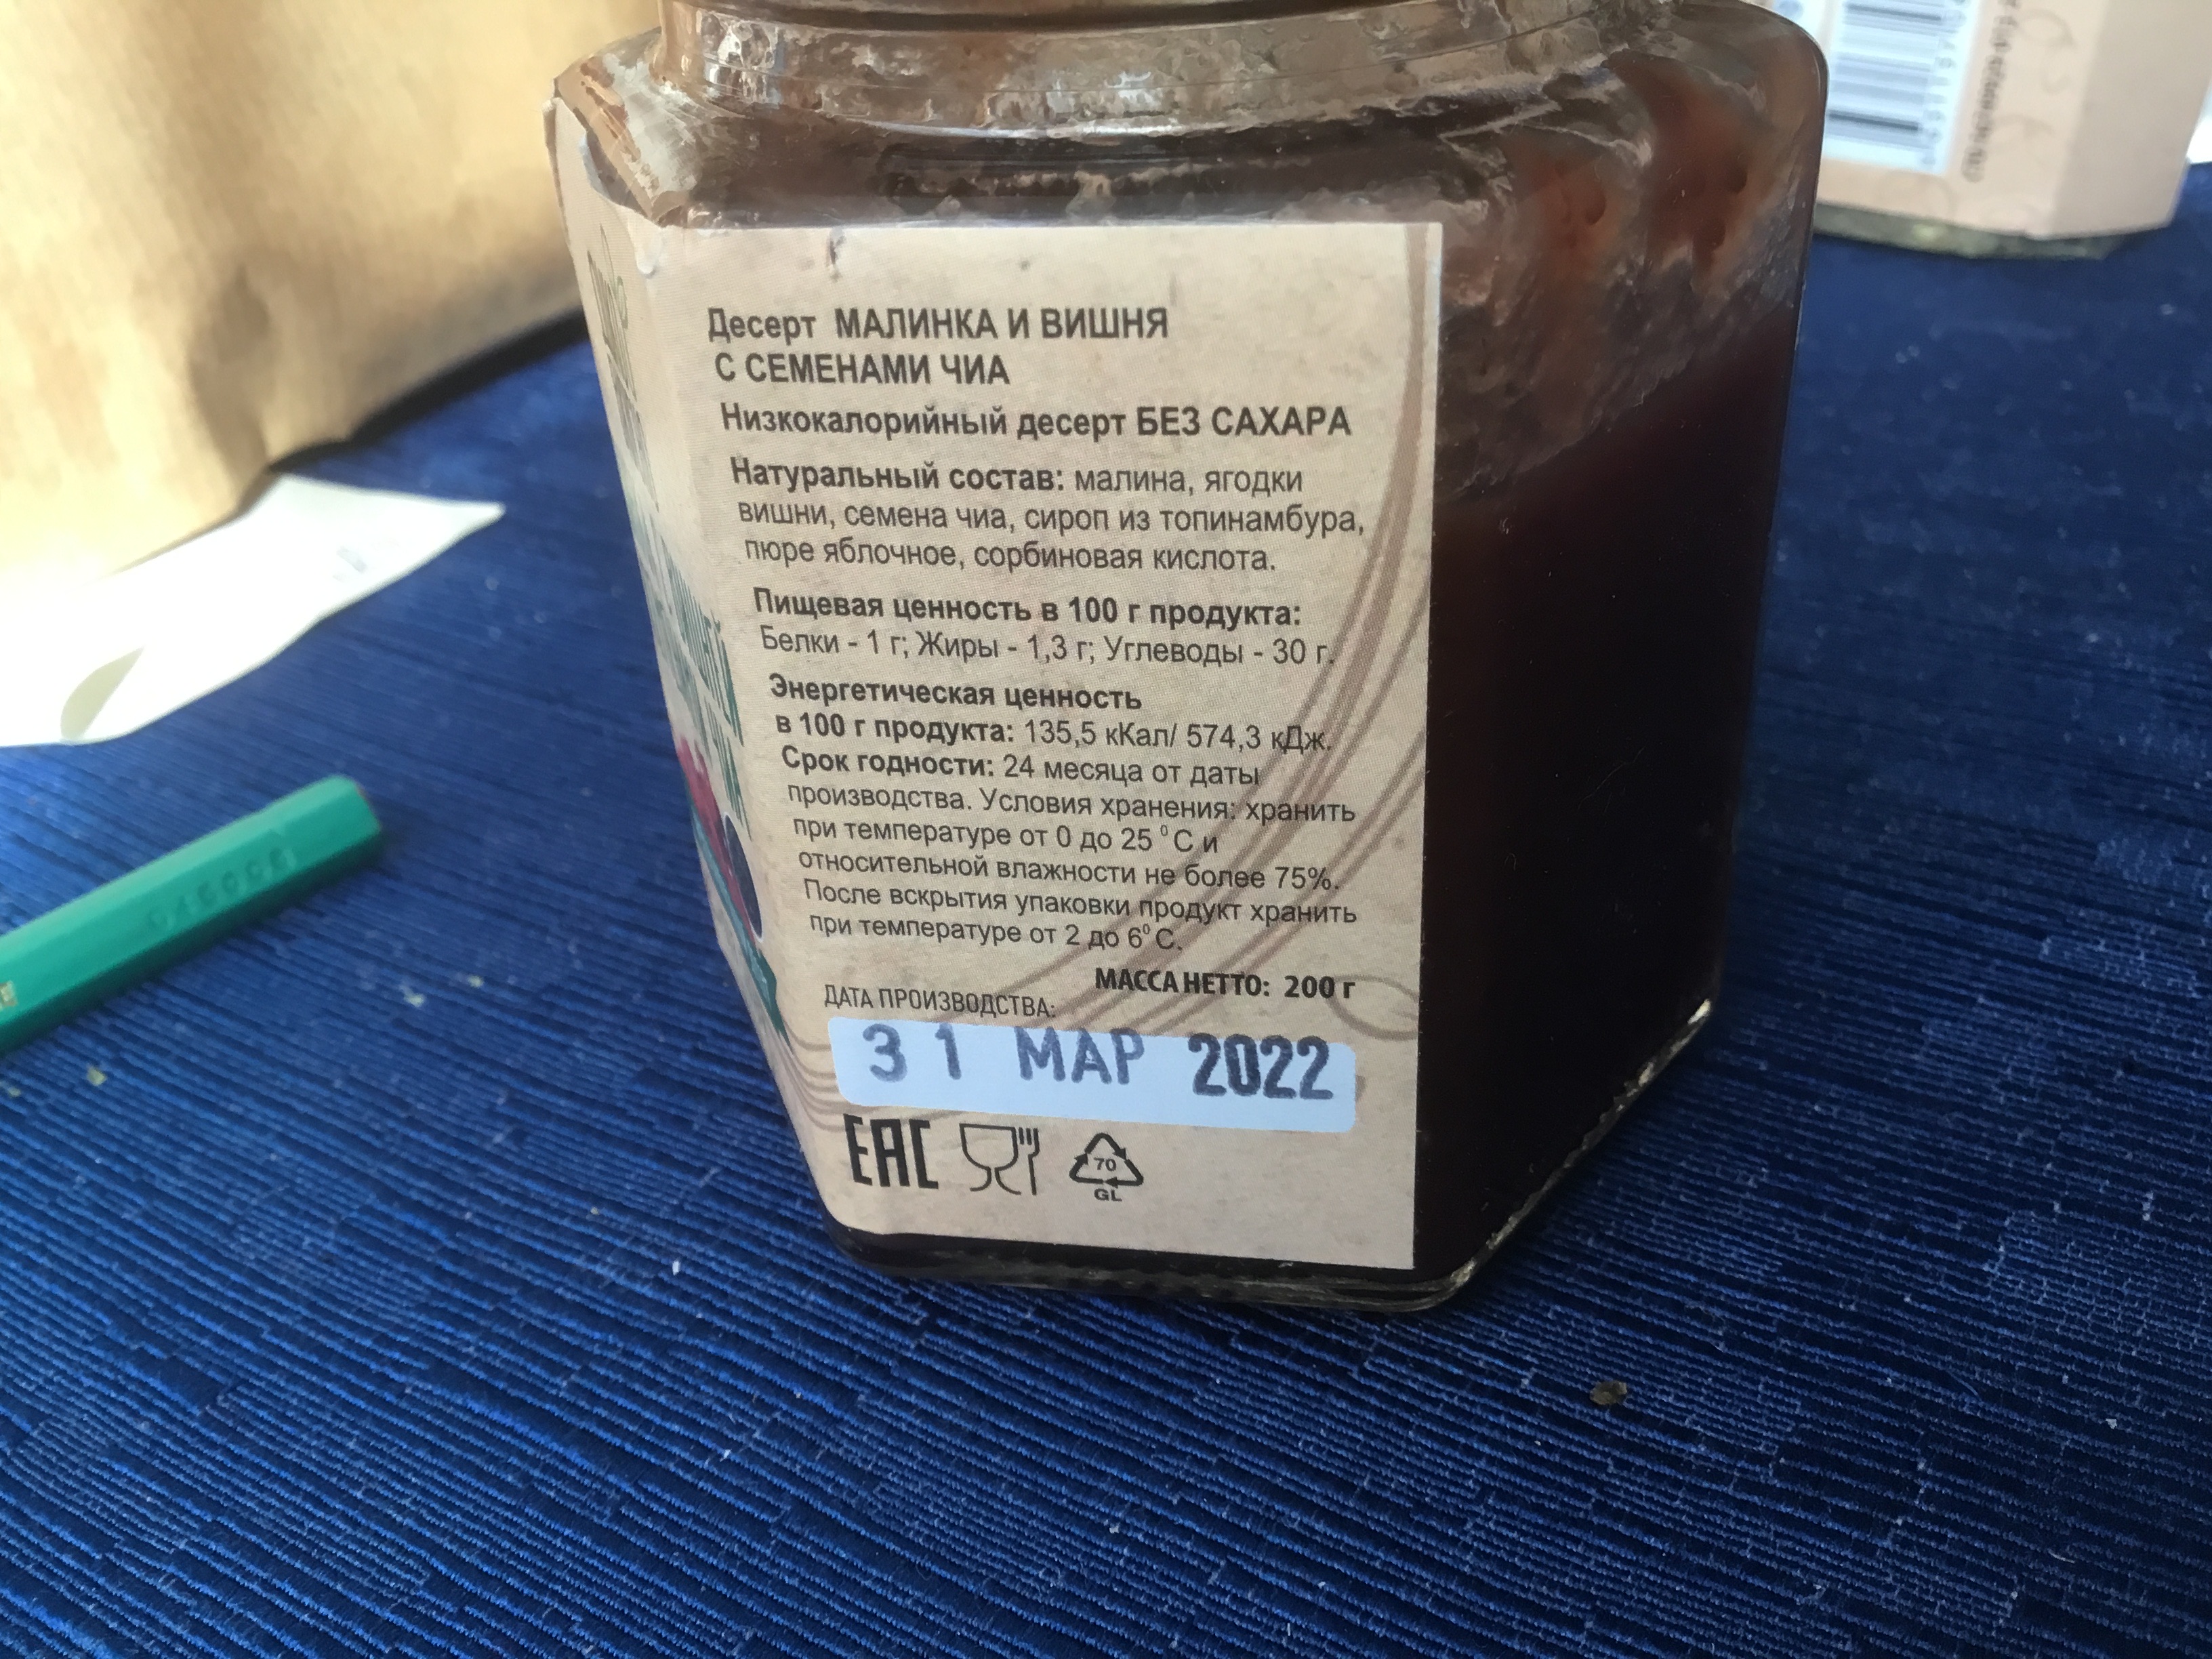 Десерт МАЛИНКА И ВИШНЯ
С СЕМЕНАМИ ЧИА
Низкокалорийный десерт БЕЗ САХАРА
Натуральный состав: малина, ягодки
вишни, семена чиа, сироп из топинамбура,
пюре яблочное, сорбиновая кислота.
Пищевая ценность в 100 г продукта:
Белки - 1 г; Жиры - 1,3 г; Углеводы - 30 г.
Энергетическая ценность
в 100 г продукта: 135,5 кКал/ 574,3 кДж.
Срок годности: 24 месяца от даты
производства. Условия хранения: хранить
при температуре от 0 до 25 ⁰ С и
относительной влажности не более 75%.
После вскрытия упаковки продукт хранить
при температуре от 2 до 6⁰ С.
МАССА НЕТТО: 200 г
ДАТА ПРОИЗВОДСТВА:
31 МАР 2022
EAC
70
GL